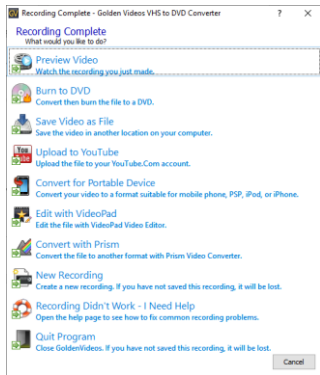 Recording Complete - Golden Videos VHS to DVD Converter
Recording Complete
What would you like to do?
Preview Video
Watch the recording you just made.
Burn to DVD
Convert then burn the file to a DVD.
Save Video as File
Save the video in another location on your computer.
Upload to YouTube
Upload the file to your YouTube.Com account.
Convert for Portable Device
Convert your video to a format suitable for mobile phone, PSP, iPod, or iPhone.
Edit with VideoPad
Edit the file with VideoPad Video Editor.
Convert with Prism
Convert the file to another format with Prism Video Converter.
New Recording
Create a new recording. If you have not saved this recording, it will be lost.
Recording Didn't Work - I Need Help
Open the help page to see how to fix common recording problems.
Quit Program
Close GoldenVideos. If you have not saved this recording, it will be lost.
Cancel